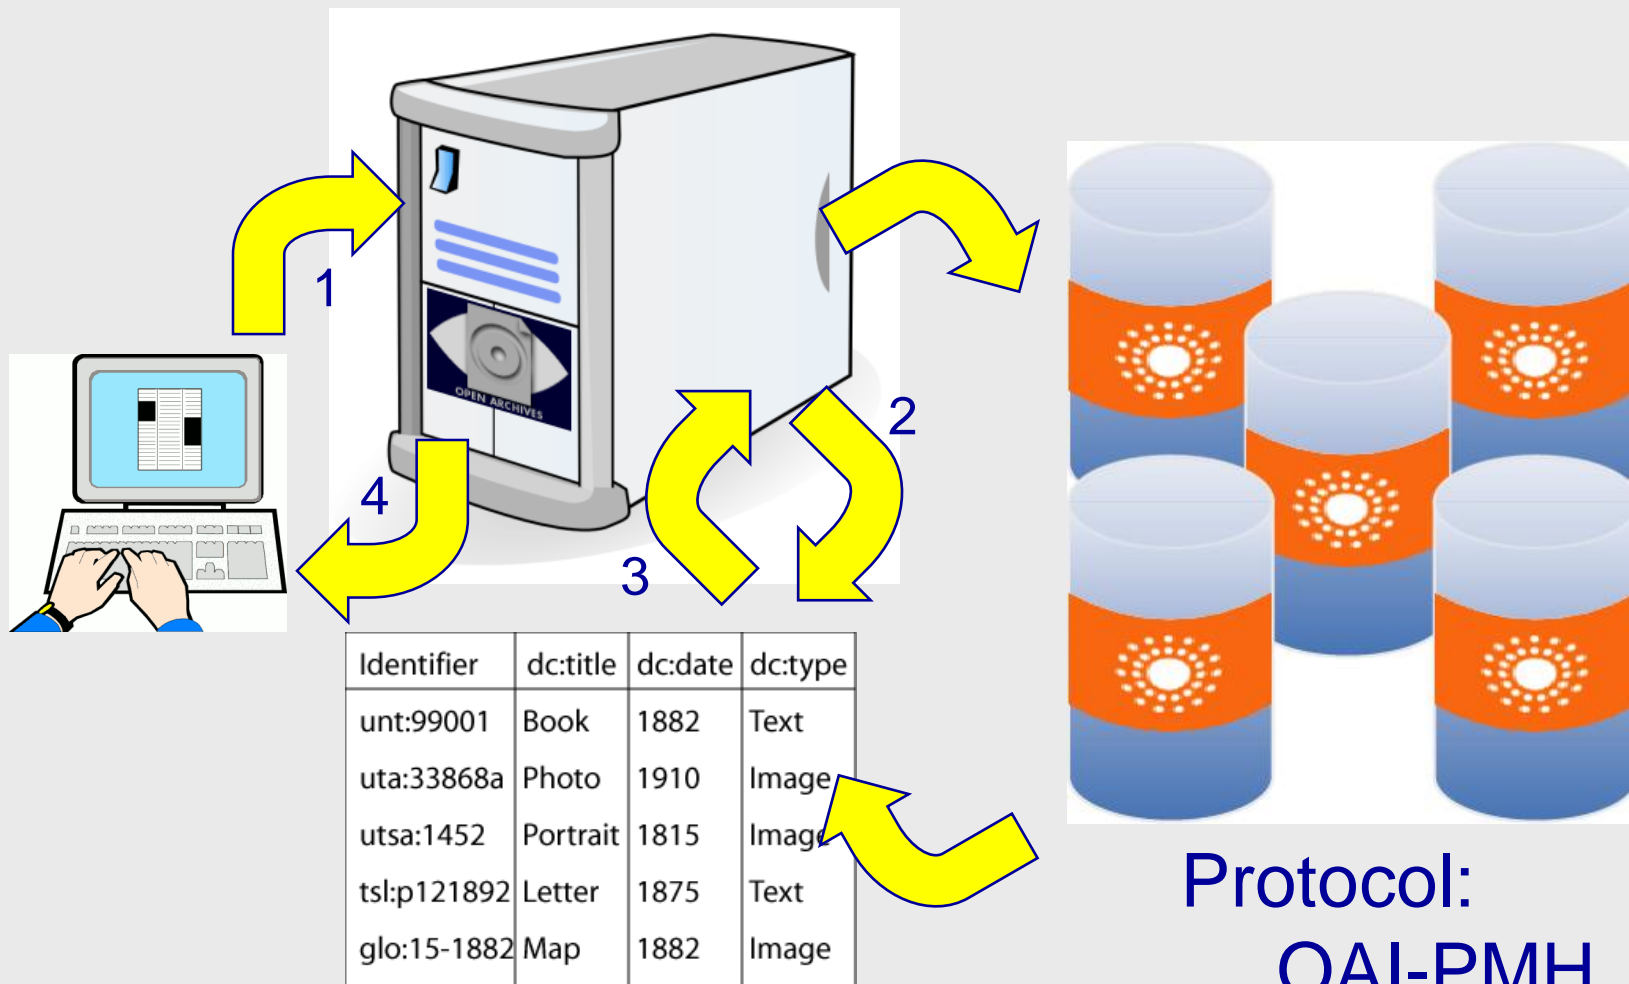 1
OPEN ARCHIVES
2
4
3
Identifier dc:title dc:date dc:type
unt:99001 Book 1882 Text
uta:33868a Photo 1910 Image
utsa:1452 Portrait 1815 Image
tsl:p121892 Letter 1875 Text
glo:15-1882 Map 1882 Image
Protocol:
OAI-PMH